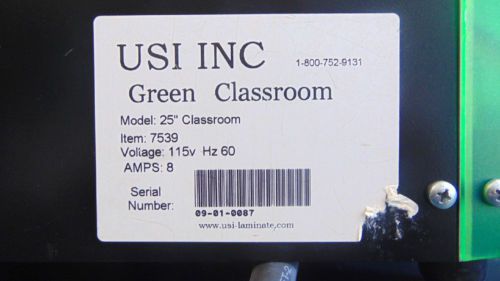 USI INC 1-800-752-9131
Green Classroom
Model: 25" Classroom
Item: 7539
Voltage: 115v Hz 60
AMPS: 8
Serial
Number:
09-01-0087
www.usi-laminate.com